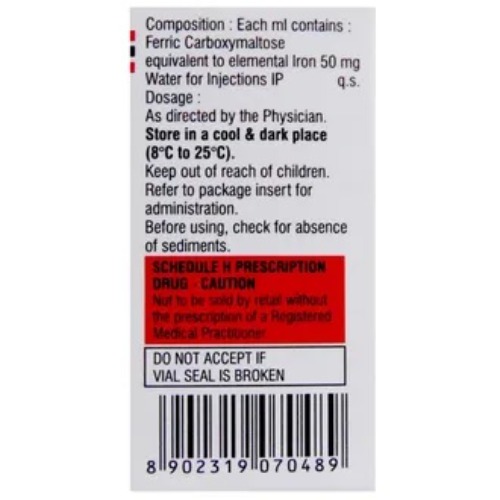 Composition : Each ml contains :
Ferric Carboxymaltose
equivalent to elemental Iron 50 mg
Water for Injections IP q.s.
Dosage :
As directed by the Physician.
Store in a cool & dark place
(8°C to 25°C).
Keep out of reach of children.
Refer to package insert for
administration.
Before using, check for absence
of sediments.
SCHEDULE H PRESCRIPTION
DRUG - CAUTION
Not to be sold by retail without
the prescription of a Registered
Medical Practitioner
DO NOT ACCEPT IF
VIAL SEAL IS BROKEN
8 902319 070489